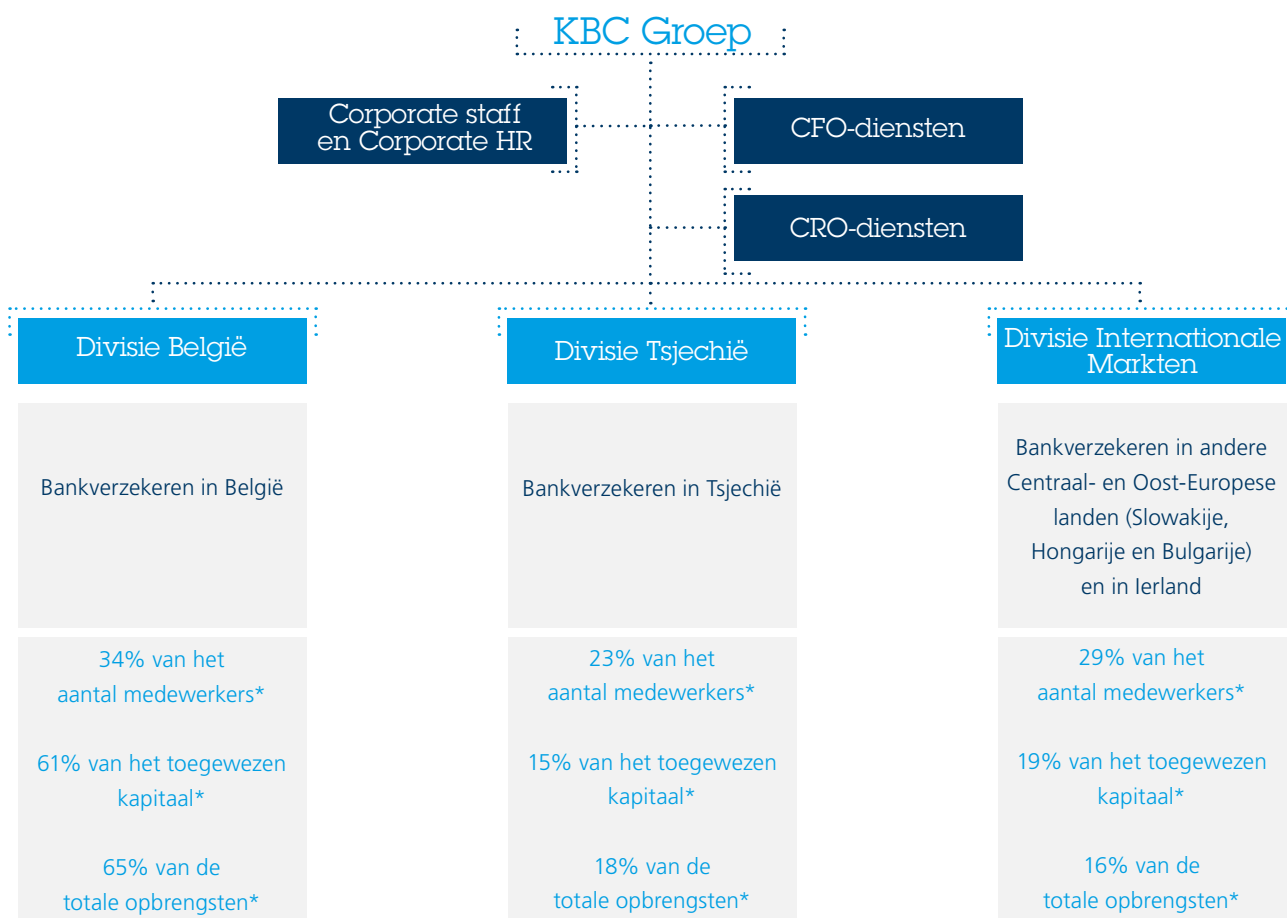 KBC Groep
Corporate staff
en Corporate HR
CFO-diensten
CRO-diensten
Divisie België
Bankverzekeren in België
34% van het
aantal medewerkers*
61% van het toegewezen
kapitaal*
65% van de
totale opbrengsten*
Divisie Tsjechië
Bankverzekeren in Tsjechië
23% van het
aantal medewerkers*
15% van het toegewezen
kapitaal*
18% van de
totale opbrengsten*
Divisie Internationale
Markten
Bankverzekeren in andere
Centraal- en Oost-Europese
landen (Slowakije,
Hongarije en Bulgarije)
en in Ierland
29% van het
aantal medewerkers*
19% van het toegewezen
kapitaal*
16% van de
totale opbrengsten*